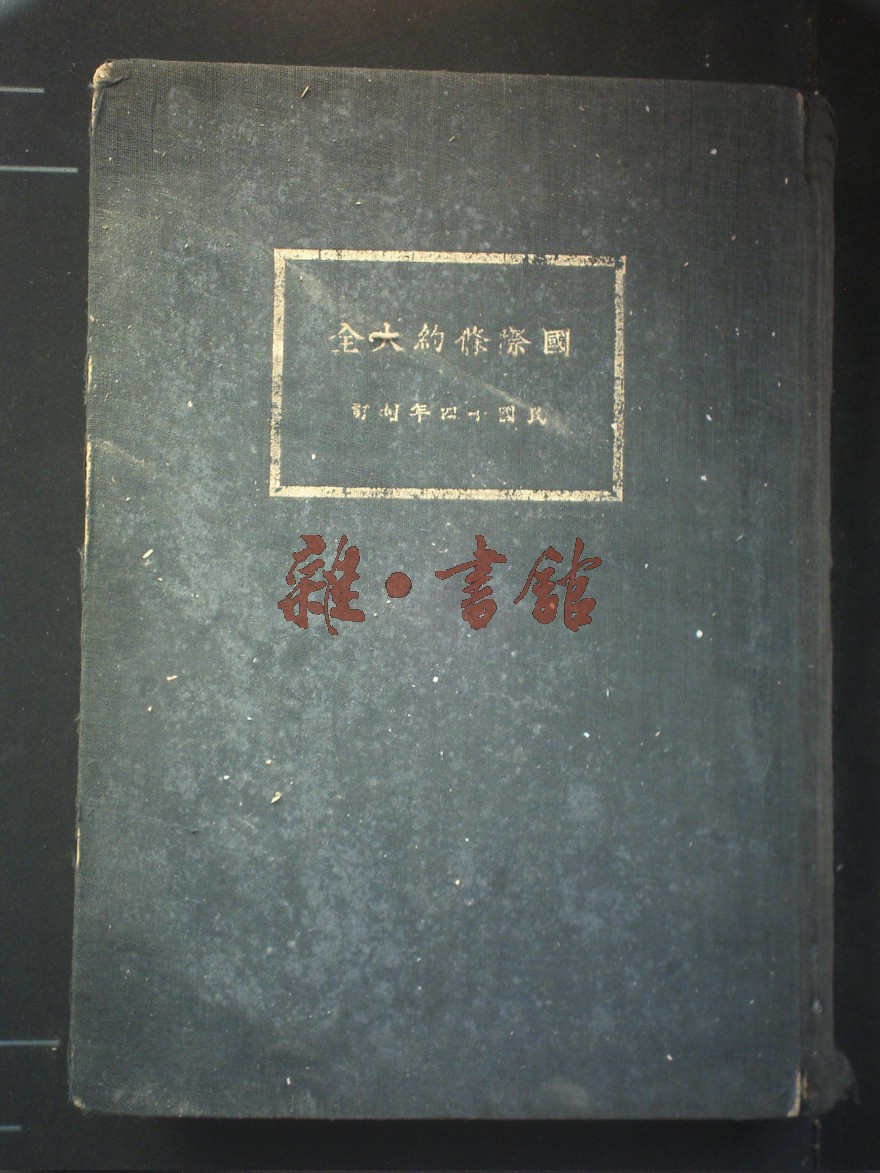 國際條約大全
民國十四年訂
雜・書館